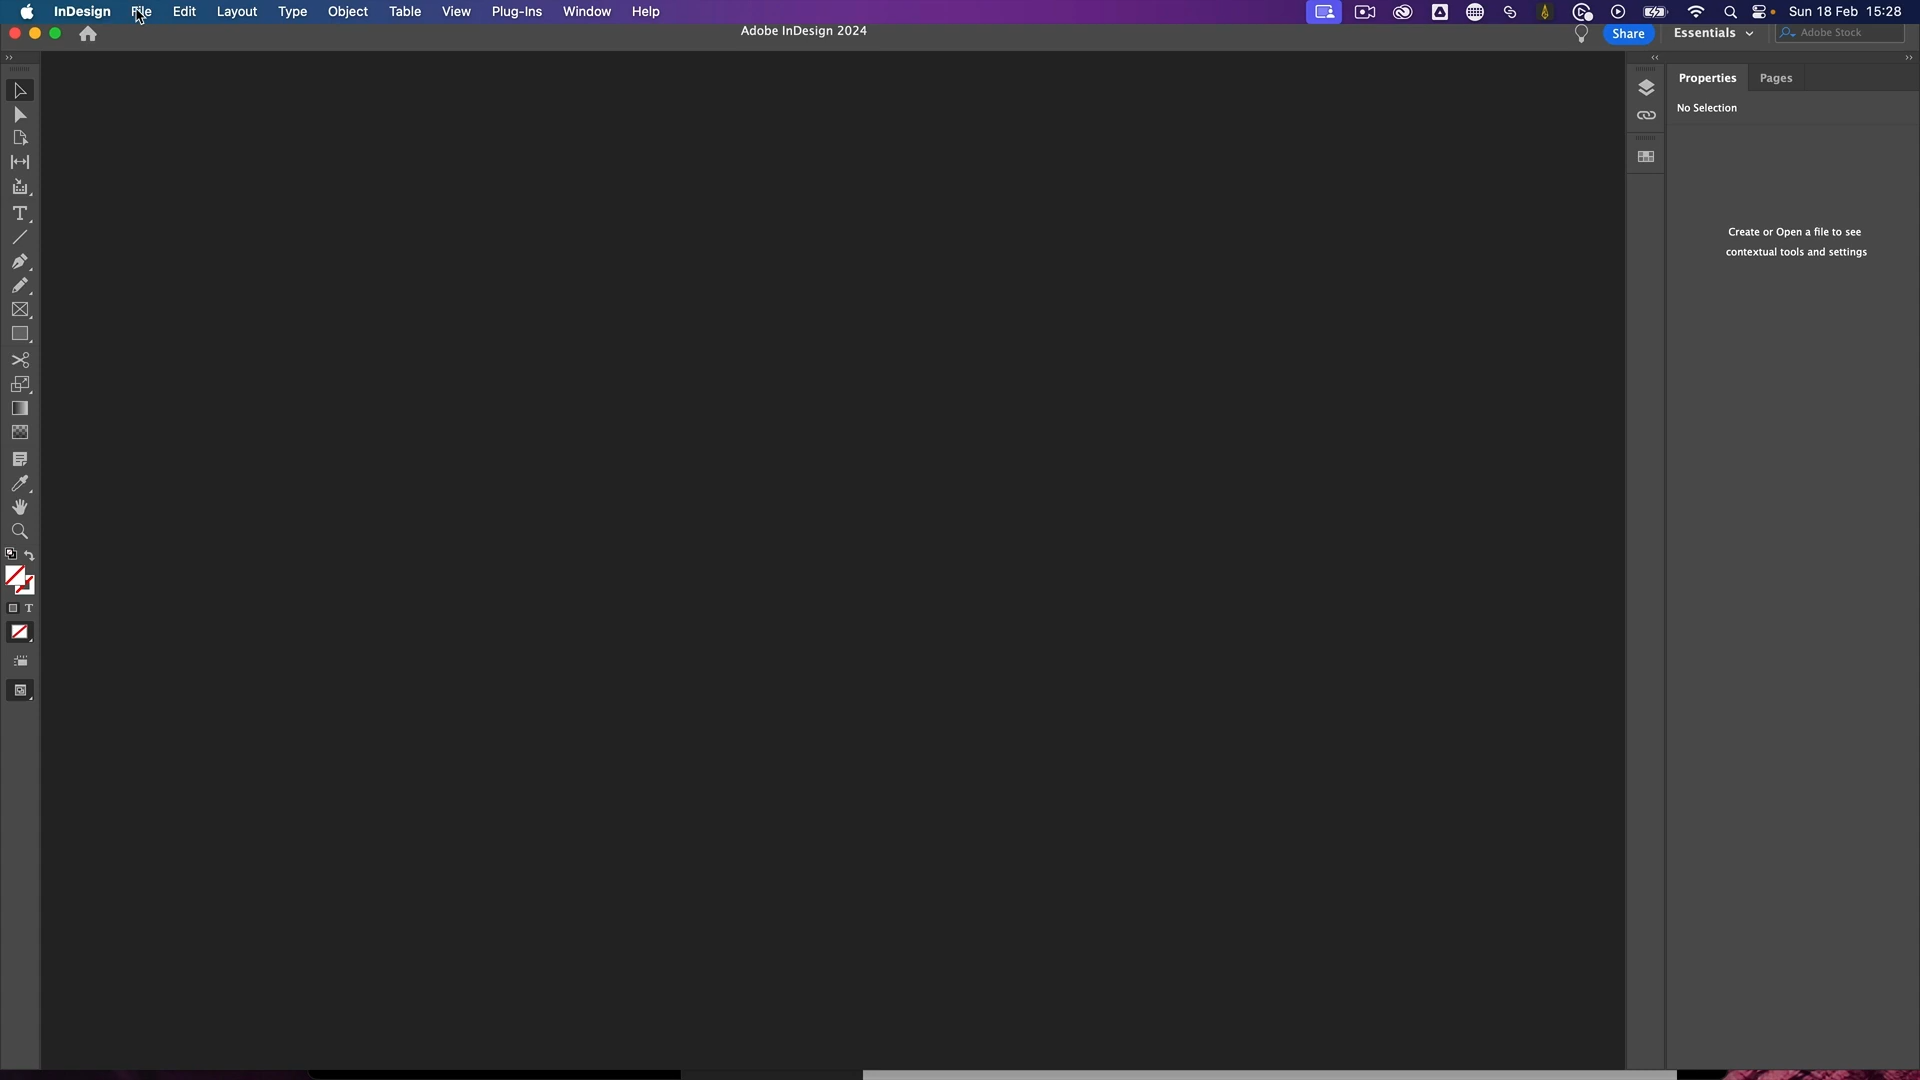 InDesign File Edit Layout Type Object Table View Plug-Ins Window Help Sun 18 Feb 15:28
Adobe InDesign 2024 Share Essentials Adobe Stock
Properties Pages
No Selection
Create or Open a file to see
contextual tools and settings